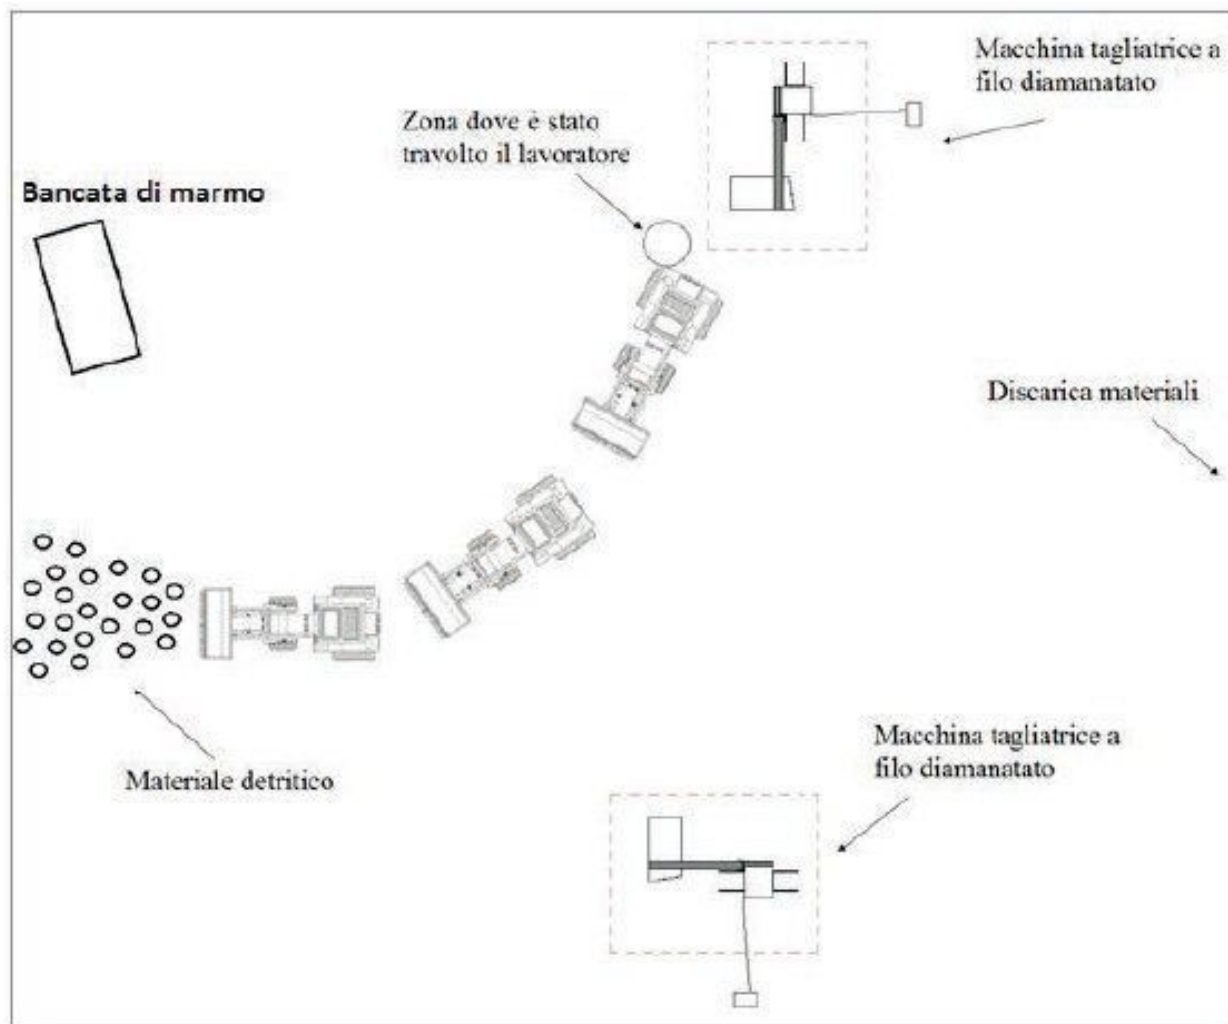 Macchina tagliatrice a
filo diamanatato
Zona dove è stato
travolto il lavoratore
Bancata di marmo
Discarica materiali
Materiale detritico
Macchina tagliatrice a
filo diamanatato